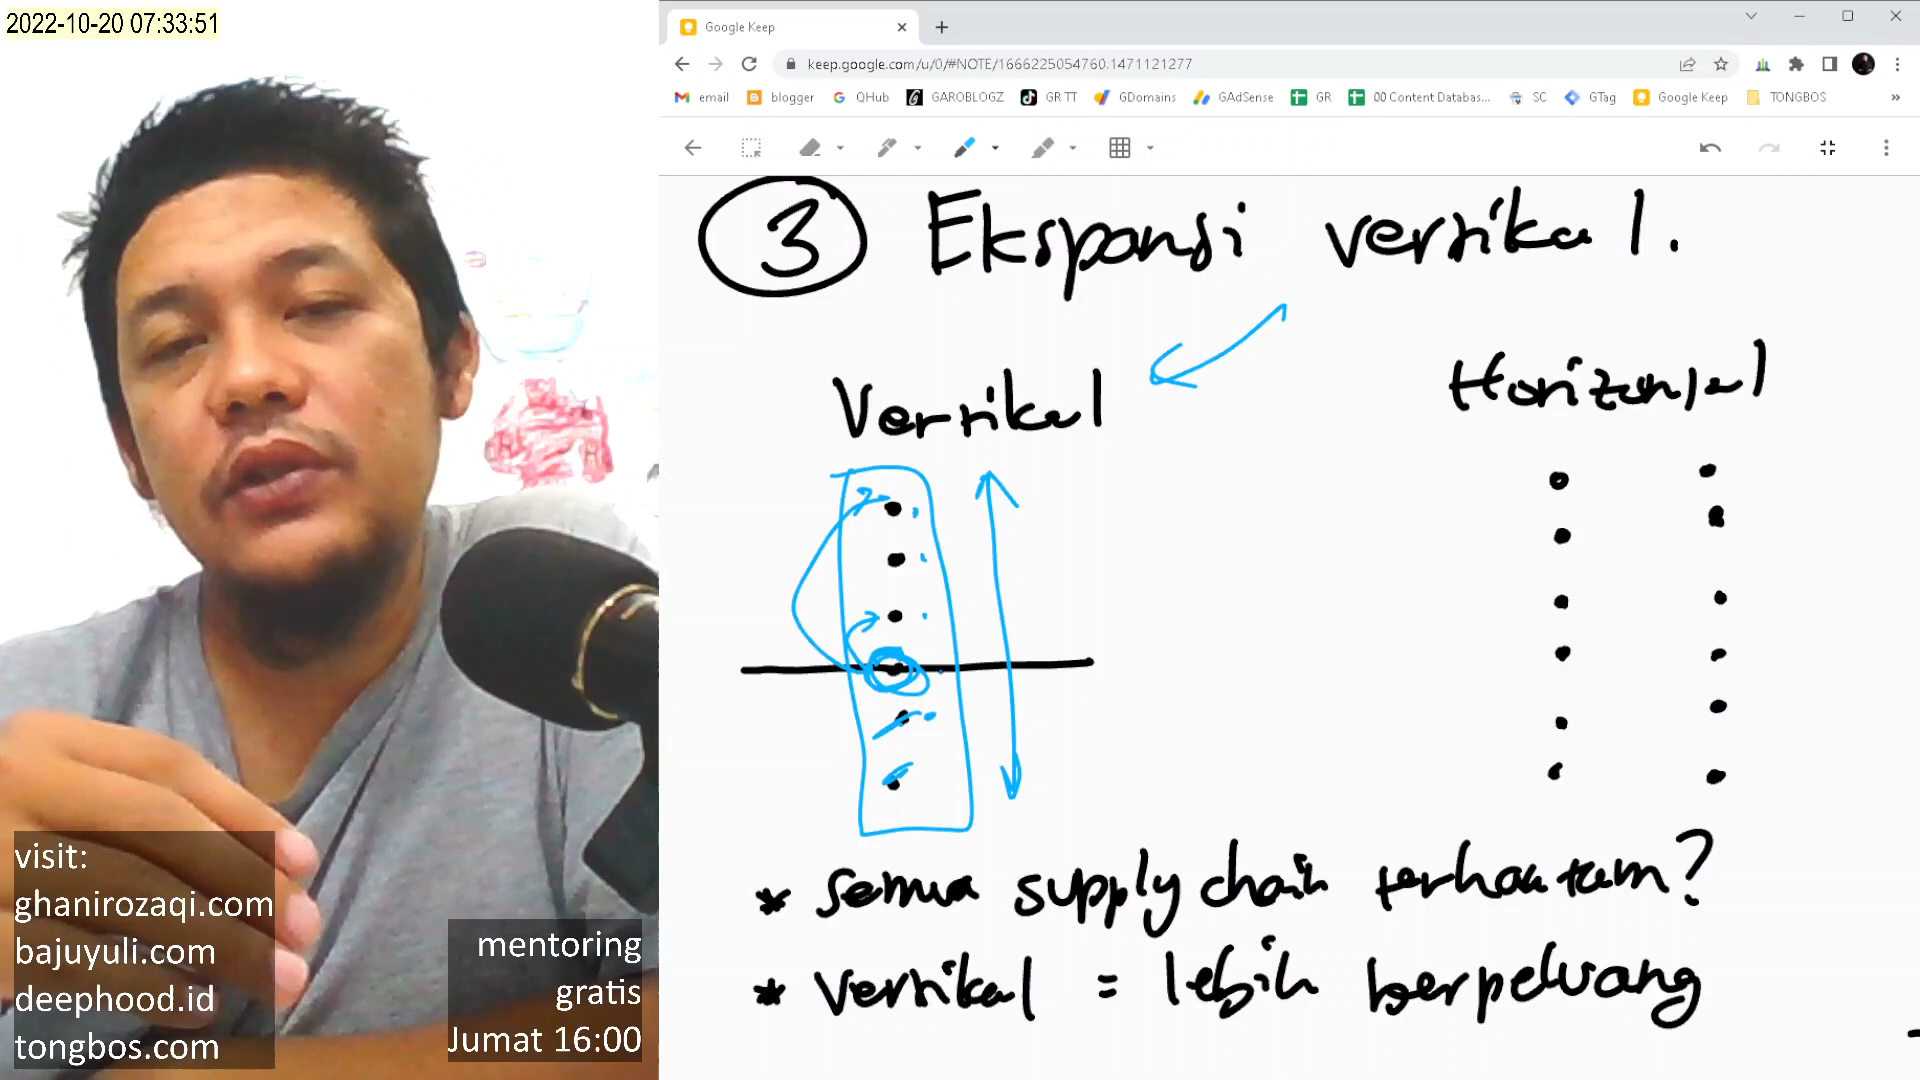 2022-10-20 07:33:51
Google Keep
keep.google.com/u/0/#NOTE/1666225054760.1471121277
email blogger QHub GAROBLOGZ GR TT GDomains GAdSense GR 00 Content Databas... SC GTag Google Keep TONGBOS »
3 Ekspansi vertikal.
Vertikal Horizontal
* Semua supply chain terhantam?
* Vertikal = lebih berpeluang
visit:
ghanirozaqi.com
bajuyuli.com
deephood.id
tongbos.com
mentoring
gratis
Jumat 16:00